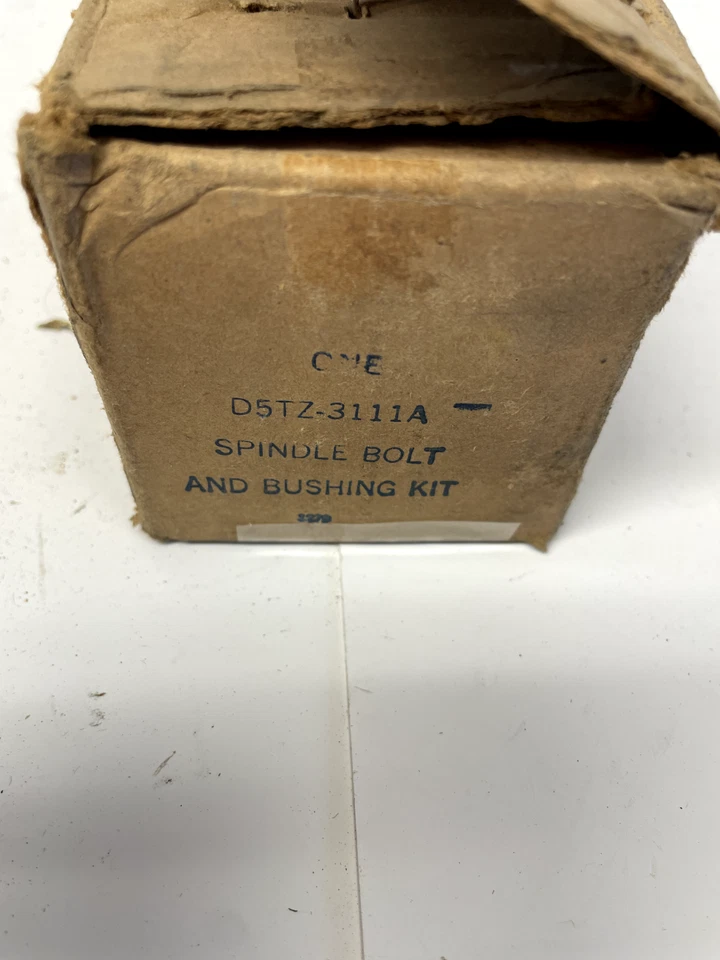 ONE
D5TZ-3111A -
SPINDLE BOLT
AND BUSHING KIT